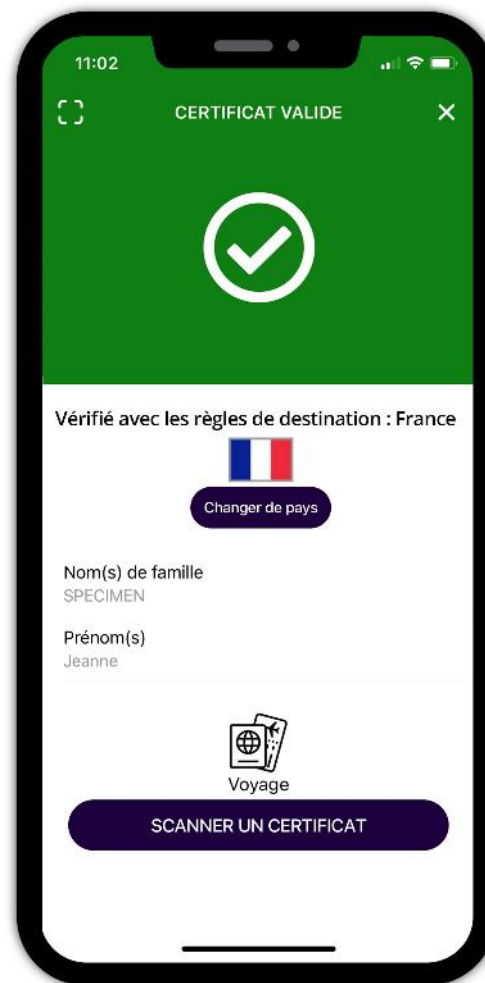 11:02
CERTIFICAT VALIDE
Vérifié avec les règles de destination : France
Changer de pays
Nom(s) de famille
SPECIMEN
Prénom(s)
Jeanne
Voyage
SCANNER UN CERTIFICAT